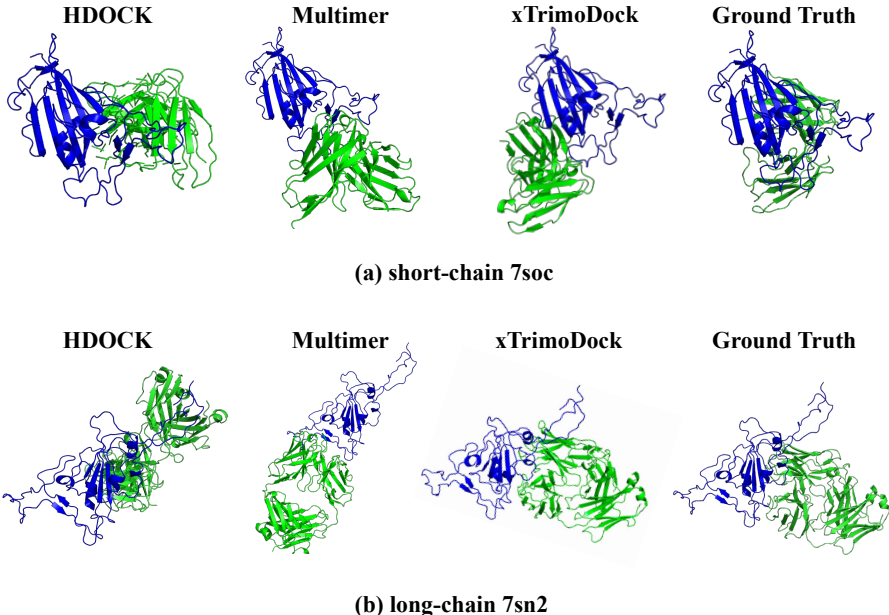 HDOCK Multimer xTrimoDock Ground Truth
(a) short-chain 7soc
HDOCK Multimer xTrimoDock Ground Truth
(b) long-chain 7sn2